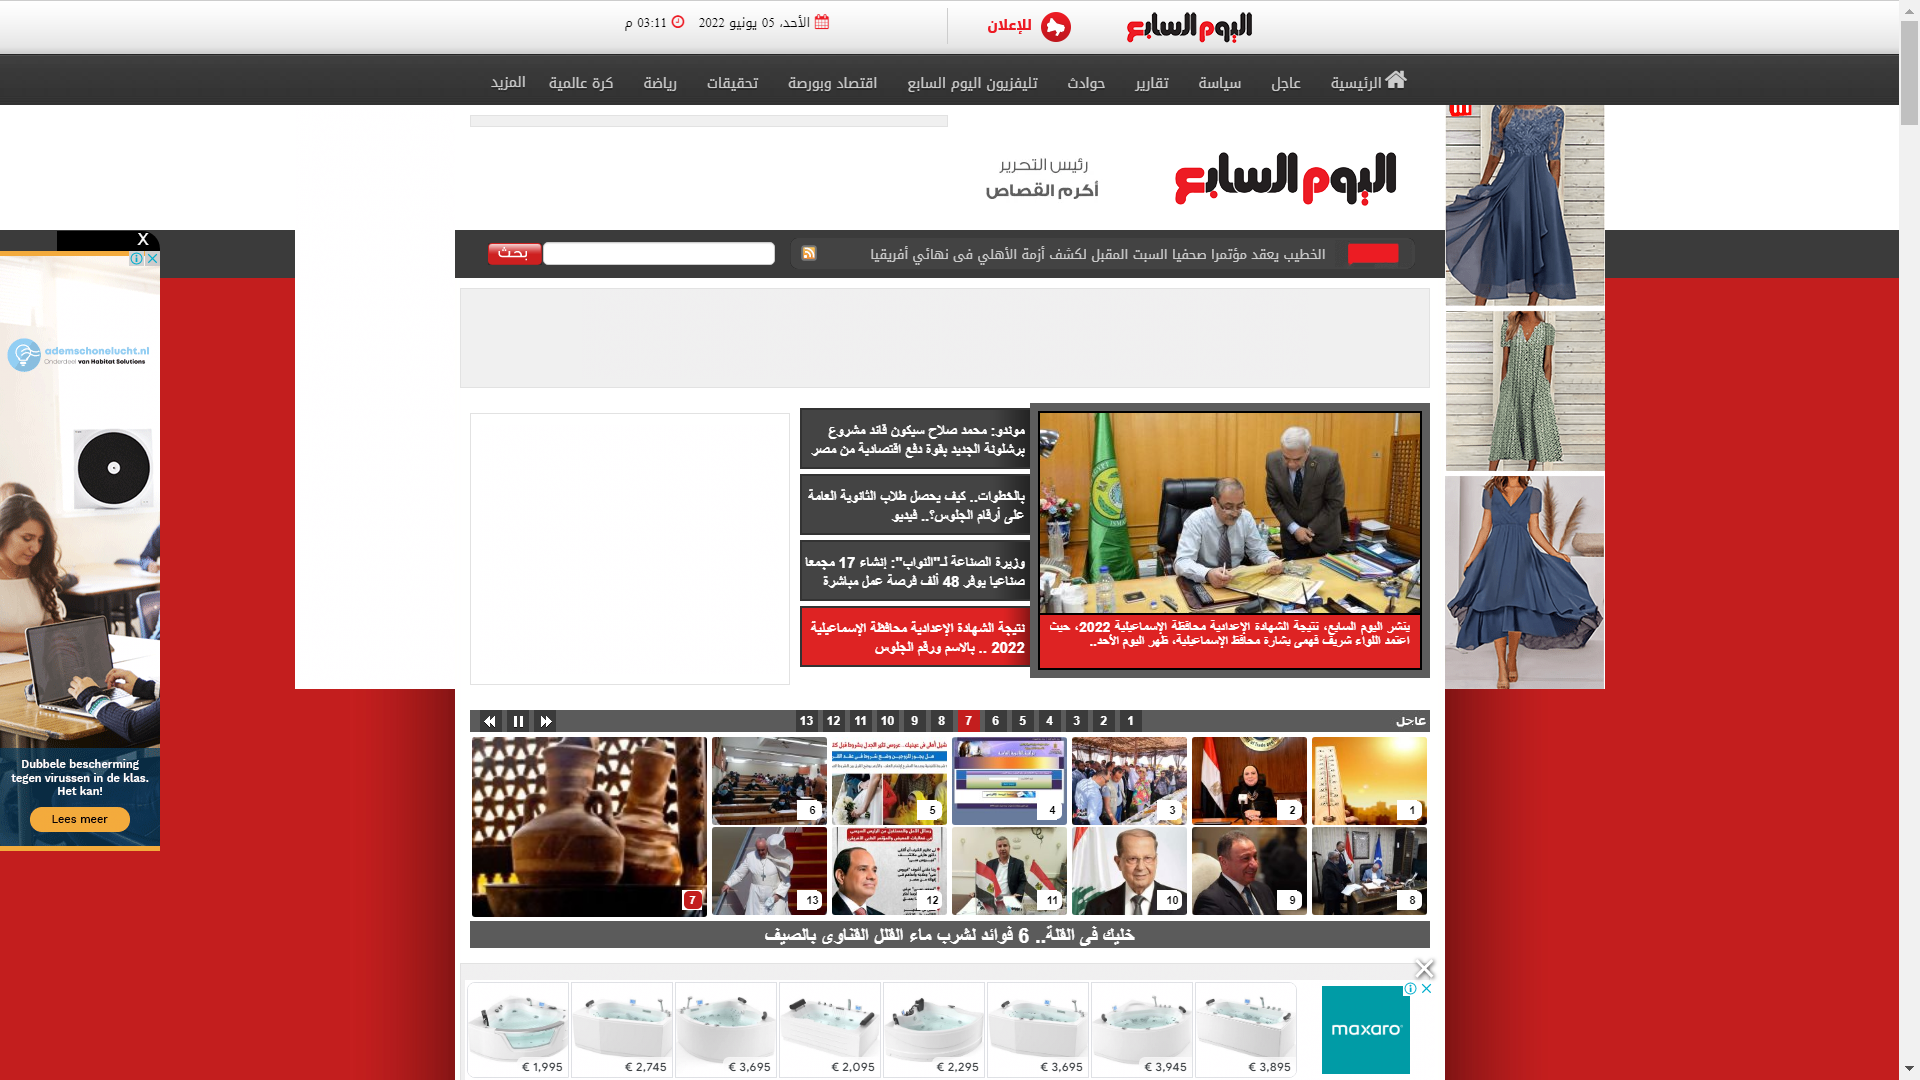 اليوم السابع
للإعلان
الأحد، 05 يونيو 2022
03:11 م
الرئيسية
عاجل
سياسة
تقارير
حوادث
تليفزيون اليوم السابع
اقتصاد وبورصة
تحقيقات
رياضة
كرة عالمية
المزيد
اليوم السابع
رئيس التحرير
أكرم القصاص
الخطيب يعقد مؤتمرا صحفيا السبت المقبل لكشف أزمة الأهلي فى نهائي أفريقيا
بحث
X
ademschonelucht.nl
Onderdeel van Habitat Solutions
Dubbele bescherming
tegen virussen in de klas.
Het kan!
Lees meer
موندو: محمد صلاح سيكون قائد مشروع
برشلونة الجديد بقوة دفع اقتصادية من مصر
بالخطوات.. كيف يحصل طلاب الثانوية العامة
على أرقام الجلوس؟.. فيديو
وزيرة الصناعة لـ"النواب": إنشاء 17 مجمعا
صناعيا يوفر 48 ألف فرصة عمل مباشرة
نتيجة الشهادة الإعدادية محافظة الإسماعيلية
2022 .. بالاسم ورقم الجلوس
ينشر اليوم السابع، نتيجة الشهادة الإعدادية محافظة الإسماعيلية 2022، حيث
اعتمد اللواء شريف فهمى بشارة محافظ الإسماعيلية، ظهر اليوم الأحد..
عاجل
1 2 3 4 5 6 7 8 9 10 11 12 13
1 2 3 4 5 6
7
8 9 10 11 12 13
خليك فى القلة.. 6 فوائد لشرب ماء القلل القناوى بالصيف
€ 1,995
€ 2,745
€ 3,695
€ 2,095
€ 2,295
€ 3,695
€ 3,945
€ 3,895
maxaro